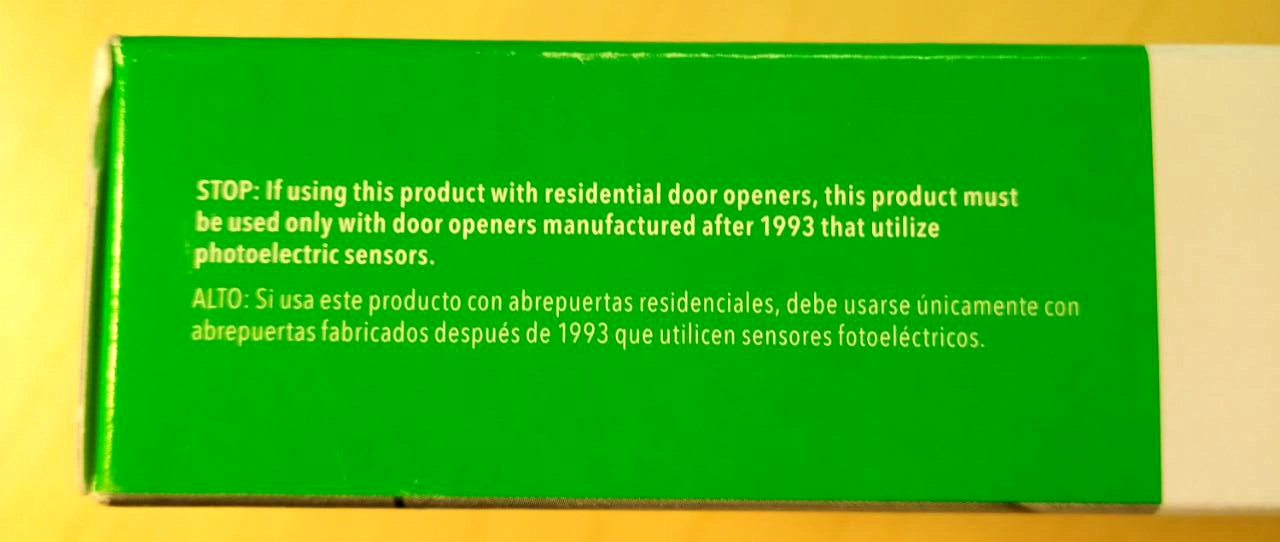 STOP: If using this product with residential door openers, this product must
be used only with door openers manufactured after 1993 that utilize
photoelectric sensors.
ALTO: Si usa este producto con abrepuertas residenciales, debe usarse únicamente con
abrepuertas fabricados después de 1993 que utilicen sensores fotoeléctricos.